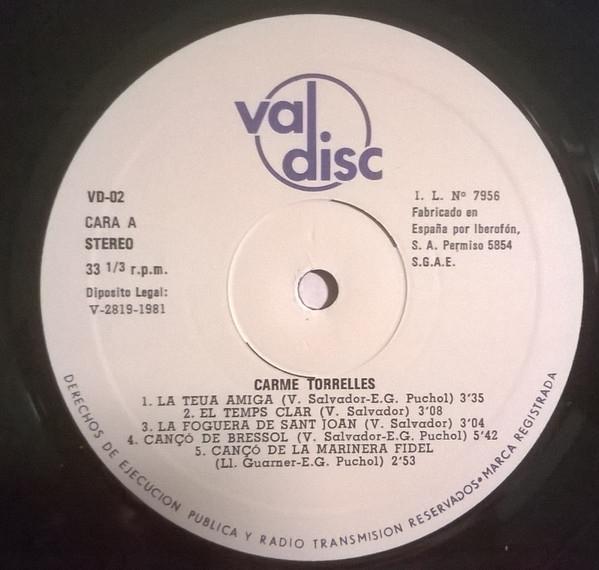 val
disc
VD-02
CARA A
STEREO
33 1/3 r.p.m.
Diposito Legal:
V-2819-1981
I. L. Nº 7956
Fabricado en
España por Iberofón,
S. A. Permiso 5854
S.G.A.E.
CARME TORRELLES
1. LA TEUA AMIGA (V. Salvador-E.G. Puchol) 3'35
2. EL TEMPS CLAR (V. Salvador) 3'08
3. LA FOGUERA DE SANT JOAN (V. Salvador) 3'04
4. CANÇÓ DE BRESSOL (V. Salvador-E.G. Puchol) 5'42
5. CANÇÓ DE LA MARINERA FIDEL
(Ll. Guarner-E.G. Puchol) 2'53
DERECHOS DE EJECUCION PUBLICA Y RADIO TRANSMISION RESERVADOS • MARCA REGISTRADA